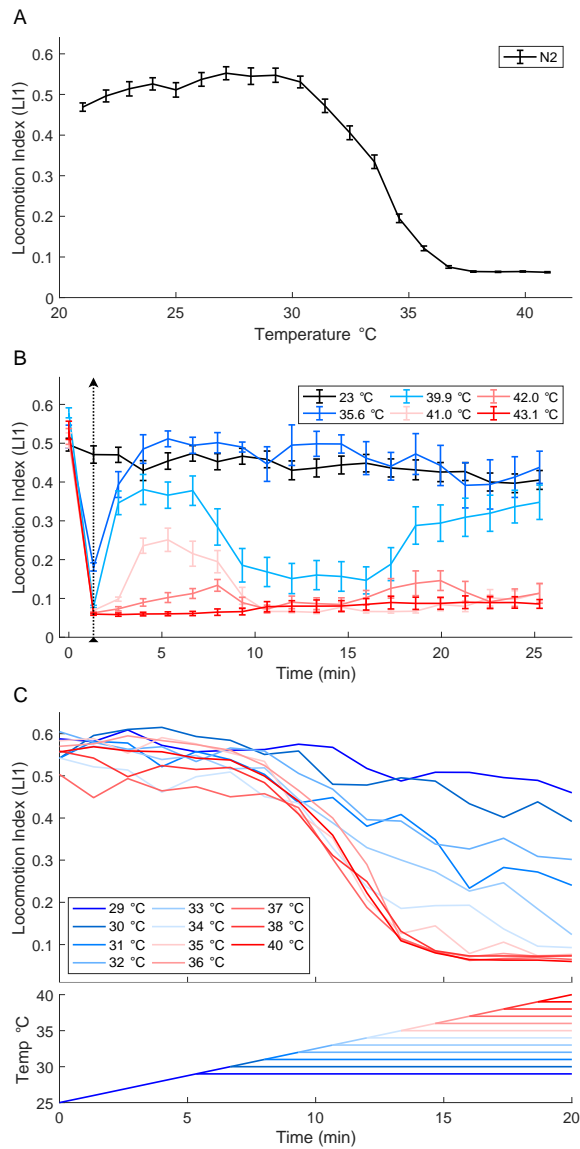 A
0.6
0.5
0.4
0.3
0.2
0.1
0
Locomotion Index (LI1)
N2
20 25 30 35 40
Temperature °C
B
0.6
0.5
0.4
0.3
0.2
0.1
0
Locomotion Index (LI1)
23 °C 39.9 °C 42.0 °C
35.6 °C 41.0 °C 43.1 °C
0 5 10 15 20 25
Time (min)
C
0.6
0.5
0.4
0.3
0.2
0.1
Locomotion Index (LI1)
29 °C 33 °C 37 °C
30 °C 34 °C 38 °C
31 °C 35 °C 40 °C
32 °C 36 °C
40
35
30
25
Temp °C
0 5 10 15 20
Time (min)